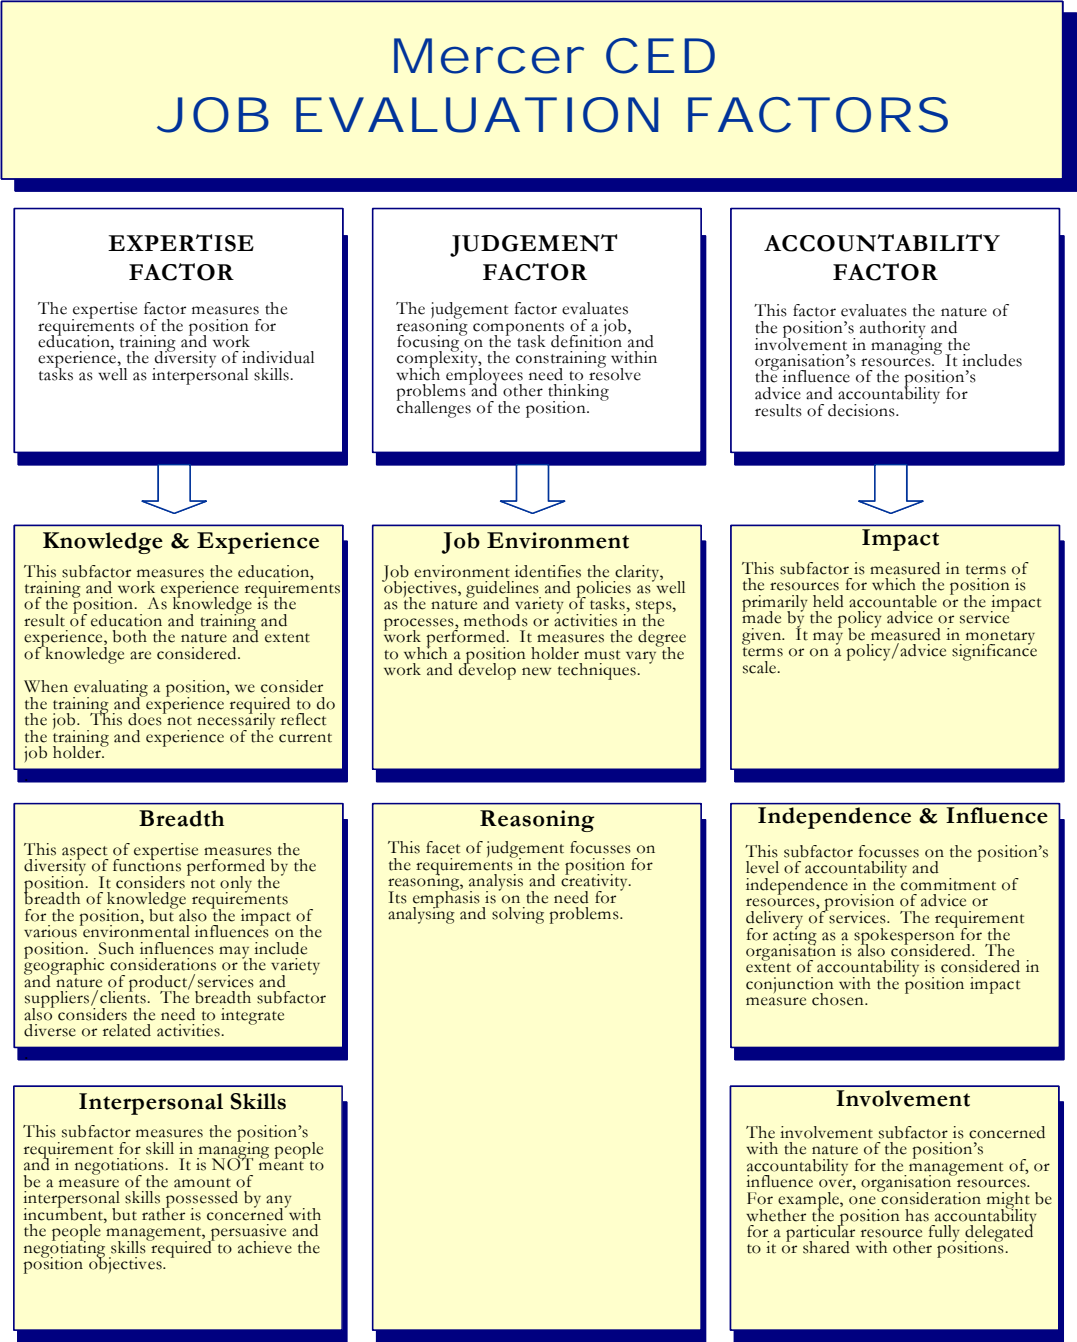 Mercer CED
JOB EVALUATION FACTORS
EXPERTISE
FACTOR
The expertise factor measures the
requirements of the position for
education, training and work
experience, the diversity of individual
tasks as well as interpersonal skills.
JUDGEMENT
FACTOR
The judgement factor evaluates
reasoning components of a job,
focusing on the task definition and
complexity, the constraining within
which employees need to resolve
problems and other thinking
challenges of the position.
ACCOUNTABILITY
FACTOR
This factor evaluates the nature of
the position’s authority and
involvement in managing the
organisation’s resources.  It includes
the influence of the position’s
advice and accountability for
results of decisions.
Knowledge & Experience
This subfactor measures the education,
training and work experience requirements
of the position.  As knowledge is the
result of education and training and
experience, both the nature and extent
of knowledge are considered.
When evaluating a position, we consider
the training and experience required to do
the job.  This does not necessarily reflect
the training and experience of the current
job holder.
Job Environment
Job environment identifies the clarity,
objectives, guidelines and policies as well
as the nature and variety of tasks, steps,
processes, methods or activities in the
work performed.  It measures the degree
to which a position holder must vary the
work and develop new techniques.
Impact
This subfactor is measured in terms of
the resources for which the position is
primarily held accountable or the impact
made by the policy advice or service
given.  It may be measured in monetary
terms or on a policy/advice significance
scale.
Breadth
This aspect of expertise measures the
diversity of functions performed by the
position.  It considers not only the
breadth of knowledge requirements
for the position, but also the impact of
various environmental influences on the
position.  Such influences may include
geographic considerations or the variety
and nature of product/services and
suppliers/clients.  The breadth subfactor
also considers the need to integrate
diverse or related activities.
Reasoning
This facet of judgement focusses on
the requirements in the position for
reasoning, analysis and creativity.
Its emphasis is on the need for
analysing and solving problems.
Independence & Influence
This subfactor focusses on the position’s
level of accountability and
independence in the commitment of
resources, provision of advice or
delivery of services.  The requirement
for acting as a spokesperson for the
organisation is also considered.  The
extent of accountability is considered in
conjunction with the position impact
measure chosen.
Interpersonal Skills
This subfactor measures the position’s
requirement for skill in managing people
and in negotiations.  It is NOT meant to
be a measure of the amount of
interpersonal skills possessed by any
incumbent, but rather is concerned with
the people management, persuasive and
negotiating skills required to achieve the
position objectives.
Involvement
The involvement subfactor is concerned
with the nature of the position’s
accountability for the management of, or
influence over, organisation resources.
For example, one consideration might be
whether the position has accountability
for a particular resource fully delegated
to it or shared with other positions.